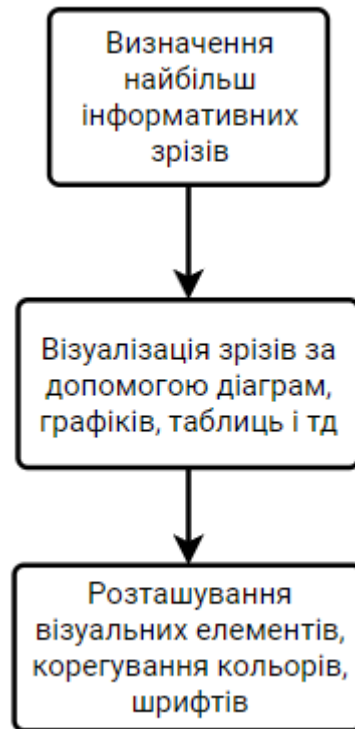 Визначення
найбільш
інформативних
зрізів
Візуалізація зрізів за
допомогою діаграм,
графіків, таблиць і тд
Розташування
візуальних елементів,
корегування кольорів,
шрифтів